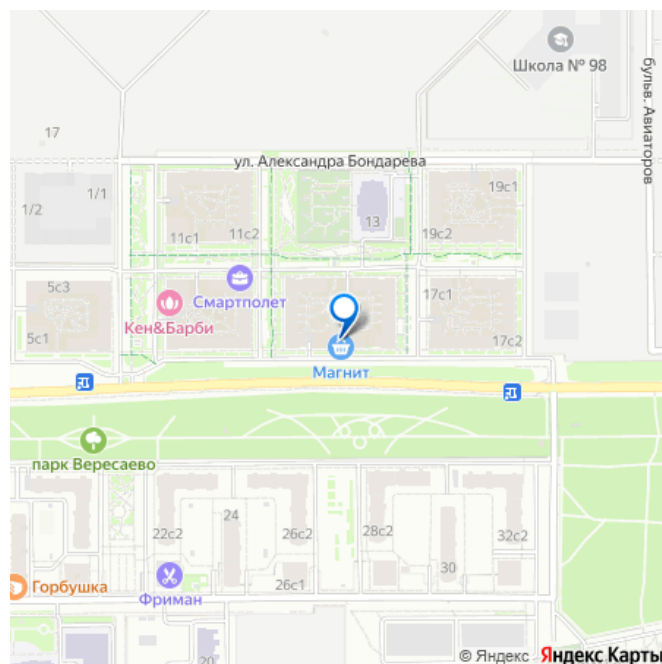 Школа № 98
бульв. Авиаторов
17
ул. Александра Бондарева
1/1
1/2
19с1
13
11с1
11с2
19с2
5с3
Смартполет
17с1
Кен&Барби
5с1
17с2
Магнит
парк Вересаево
24
22с2
26с2
28с2
32с2
30
Горбушка
26с1
Фриман
20
© Яндекс Яндекс Карты